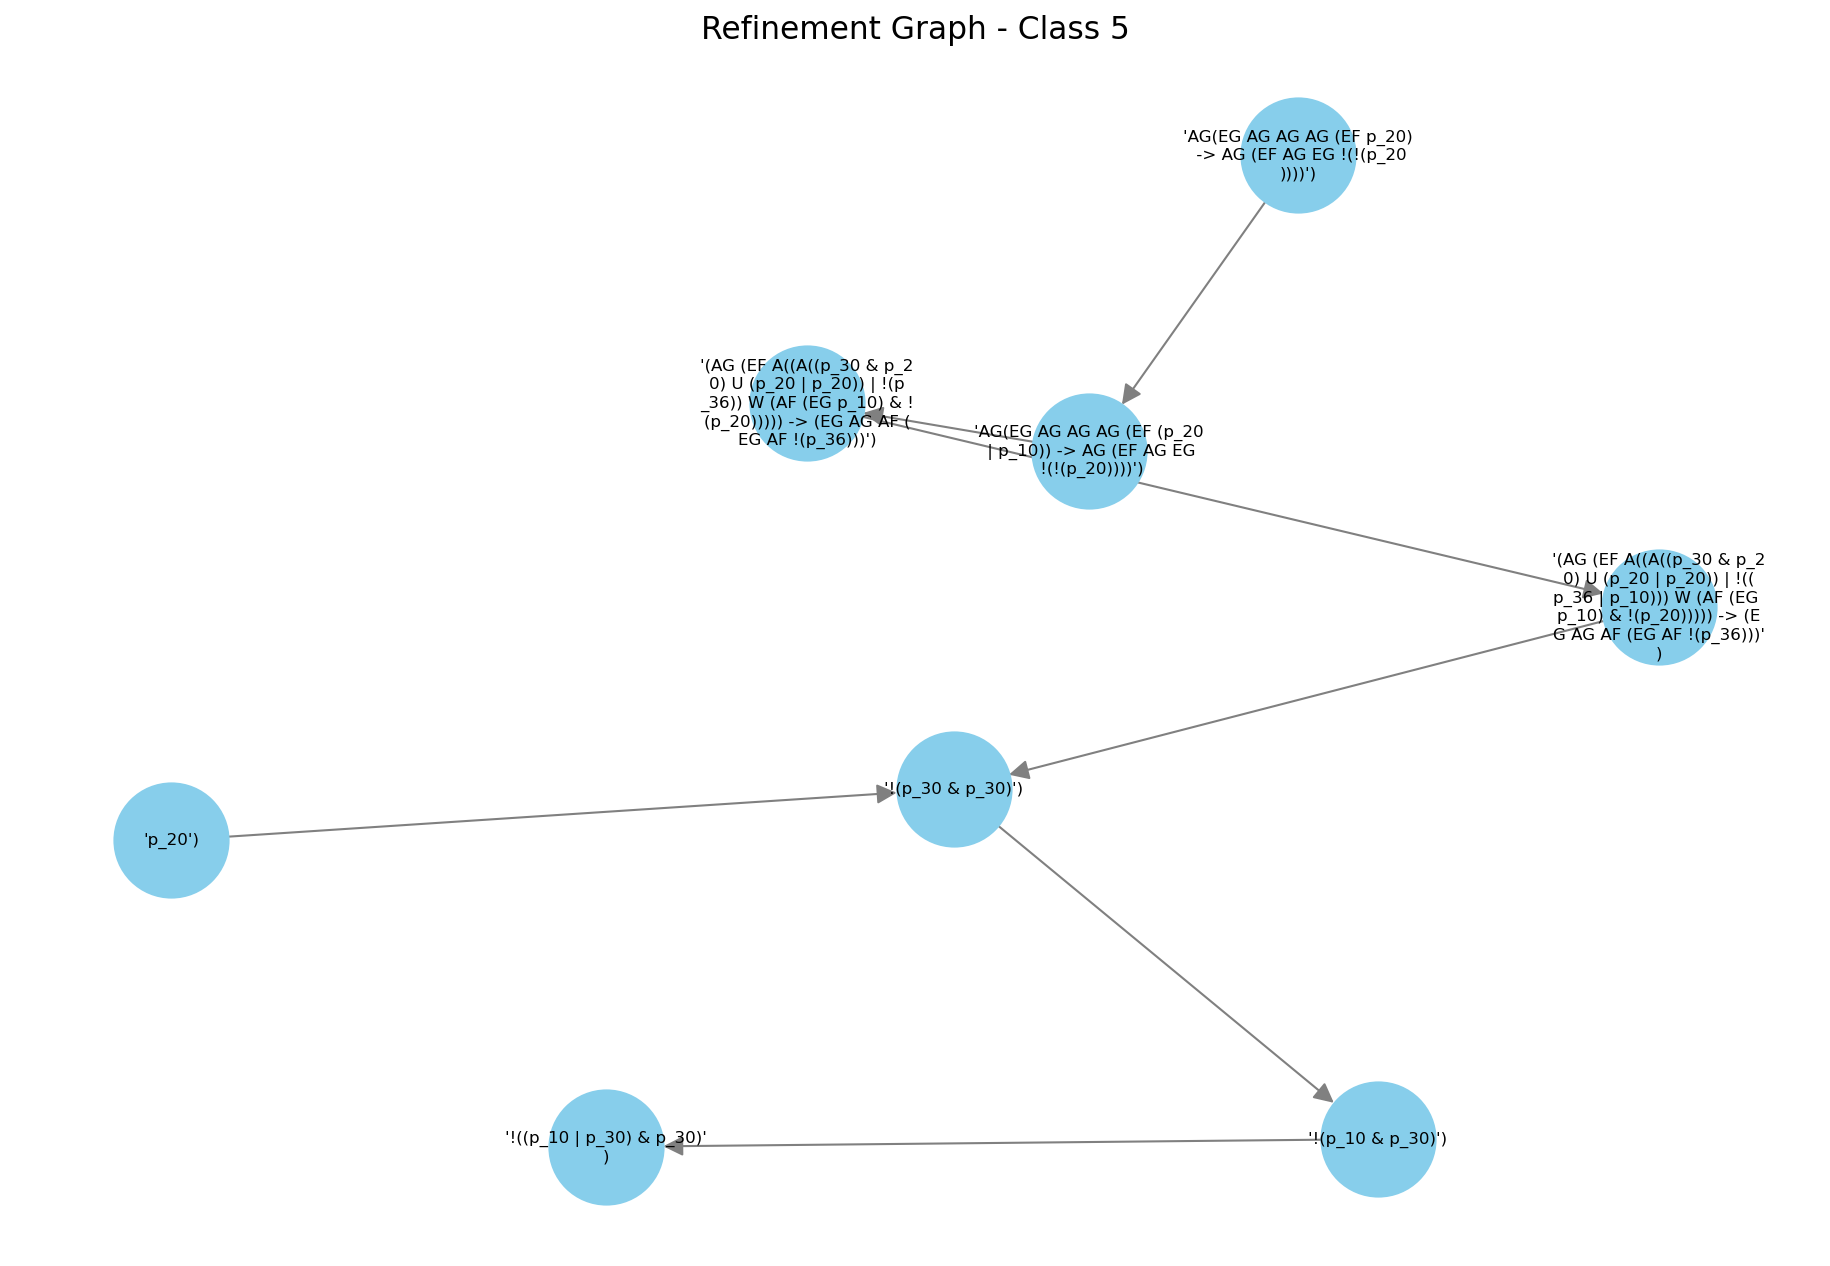 Refinement Graph - Class 5
'AG(EG AG AG AG (EF p_20)
-> AG (EF AG EG !(!(p_20
))))')
'(AG (EF A((A((p_30 & p_2
0) U (p_20 | p_20)) | !(p
_36)) W (AF (EG p_10) & !
(p_20))))) -> (EG AG AF (
EG AF !(p_36)))')
'AG(EG AG AG AG (EF (p_20
| p_10)) -> AG (EF AG EG
!(!(p_20))))')
'(AG (EF A((A((p_30 & p_2
0) U (p_20 | p_20)) | !((
p_36 | p_10))) W (AF (EG
p_10) & !(p_20))))) -> (E
G AG AF (EG AF !(p_36)))'
)
'!(p_30 & p_30)')
'p_20')
'!((p_10 | p_30) & p_30)'
)
'!(p_10 & p_30)')